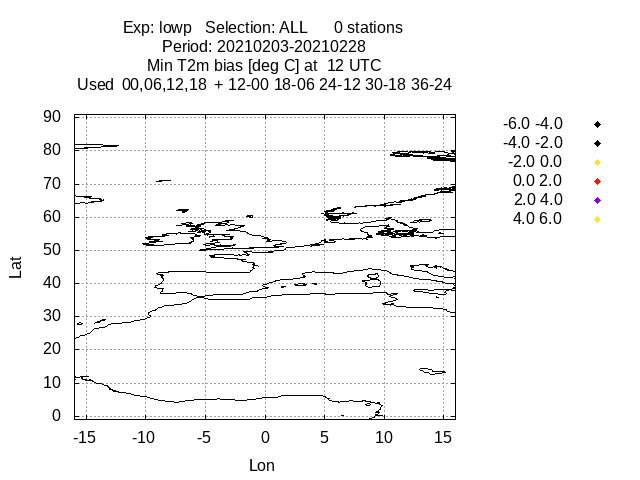 Exp: lowp   Selection: ALL      0 stations
Period: 20210203-20210228
Min T2m bias [deg C] at  12 UTC
Used  00,06,12,18  + 12-00 18-06 24-12 30-18 36-24
-6.0 -4.0
-4.0 -2.0
-2.0 0.0
0.0 2.0
2.0 4.0
4.0 6.0
90
80
70
60
50
40
30
20
10
0
Lat
-15 -10 -5 0 5 10 15
Lon